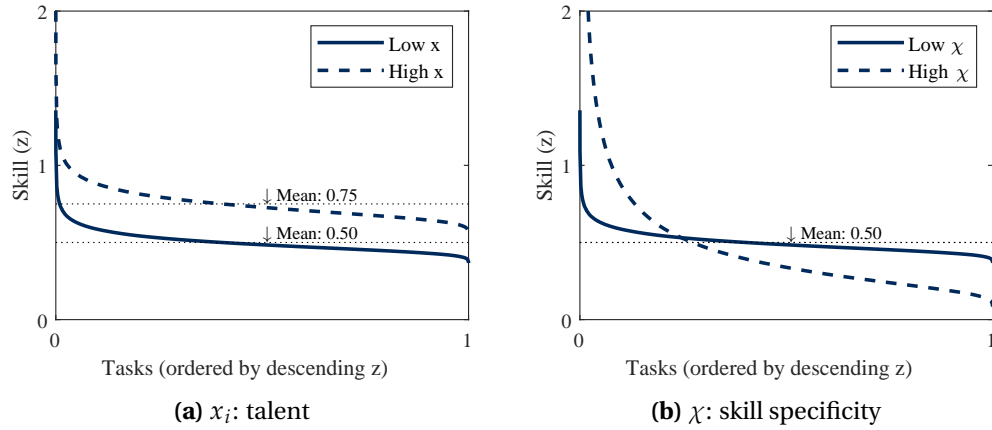 2
1
0
Skill (z)
Low x
High x
↓ Mean: 0.75
↓ Mean: 0.50
0
1
Tasks (ordered by descending z)
(a) x_i: talent
2
1
0
Skill (z)
Low χ
High χ
↓ Mean: 0.50
0
1
Tasks (ordered by descending z)
(b) χ: skill specificity